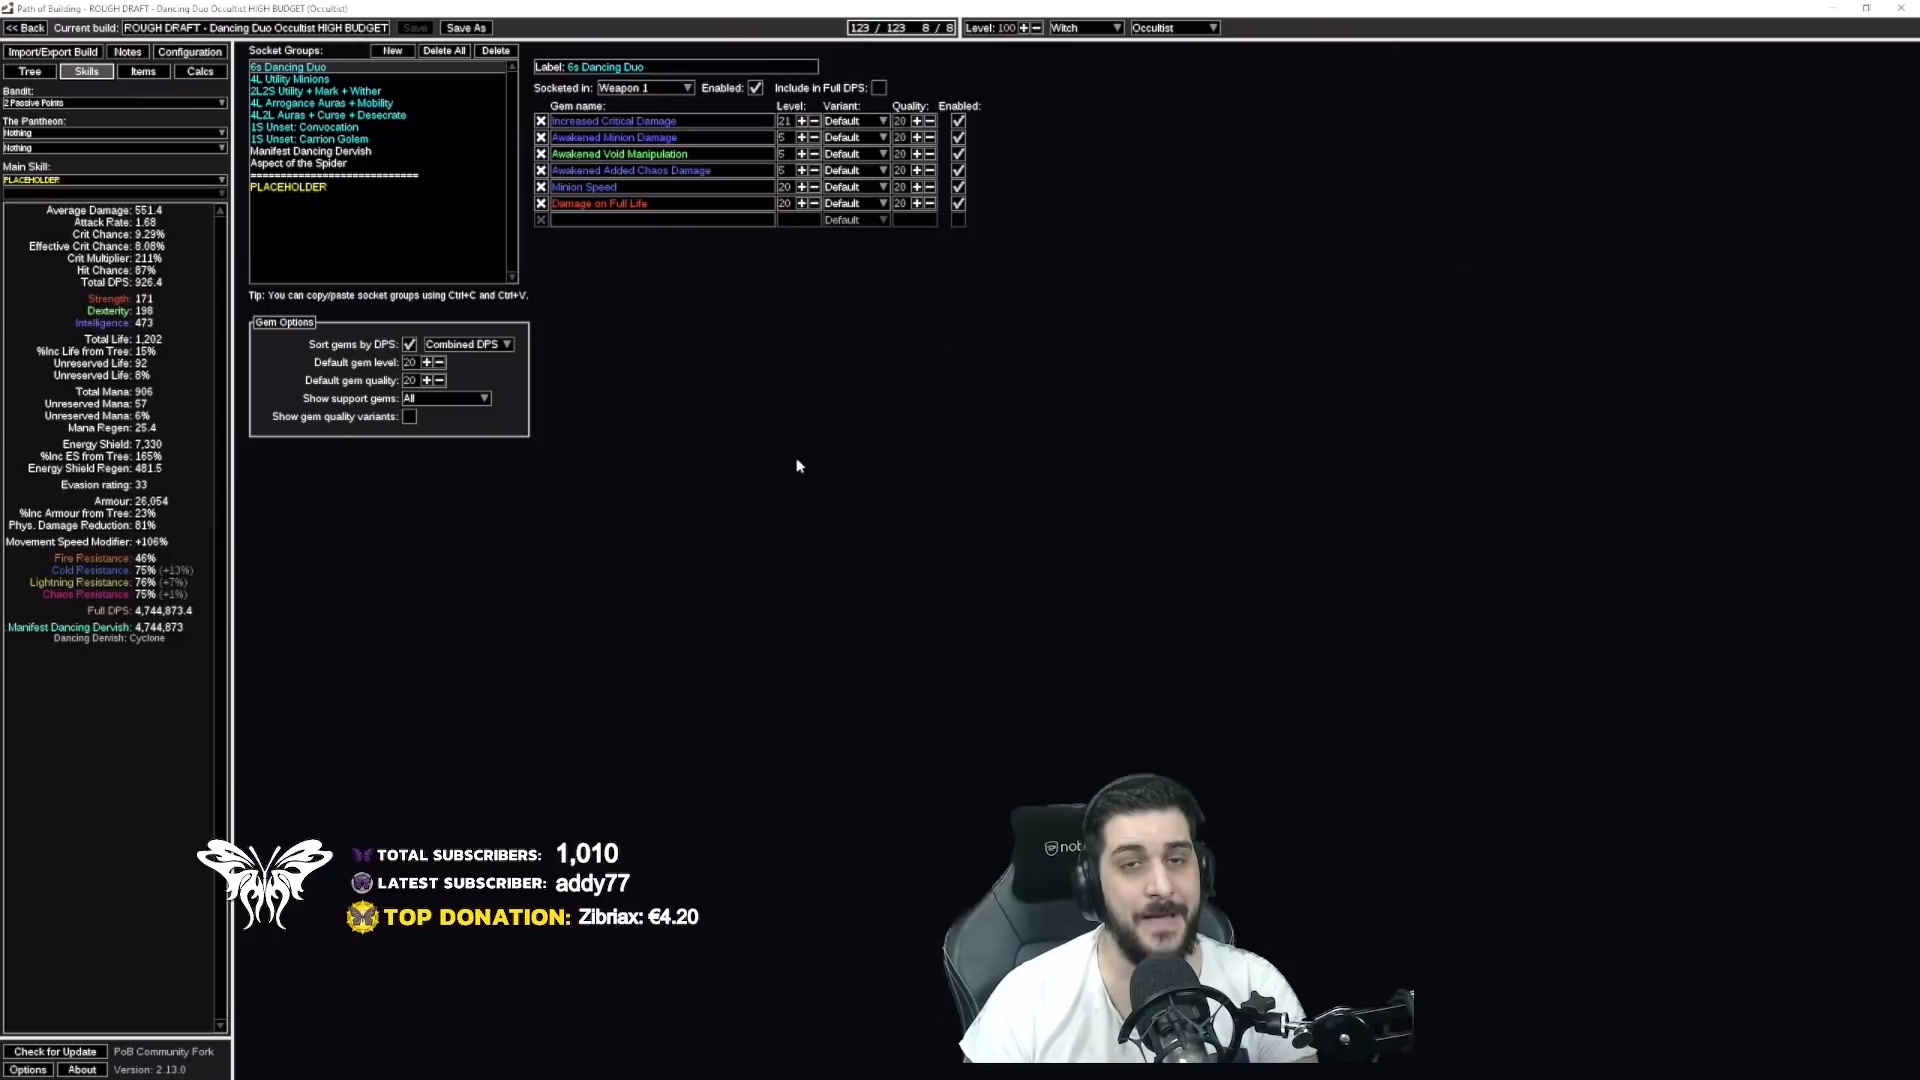 Path of Building - ROUGH DRAFT - Dancing Duo Occultist HIGH BUDGET (Occultist)
<< Back Current build: ROUGH DRAFT - Dancing Duo Occultist HIGH BUDGET Save Save As 123 / 123 8 / 8 Level: 100 Witch Occultist
Import/Export Build Notes Configuration
Tree Skills Items Calcs
Bandit:
2 Passive Points
The Pantheon:
Nothing
Nothing
Main Skill:
PLACEHOLDER
Average Damage: 551.4
Attack Rate: 1.68
Crit Chance: 9.29%
Effective Crit Chance: 8.08%
Crit Multiplier: 211%
Hit Chance: 87%
Total DPS: 926.4
Strength: 171
Dexterity: 198
Intelligence: 473
Total Life: 1,202
%Inc Life from Tree: 15%
Unreserved Life: 92
Unreserved Life: 8%
Total Mana: 906
Unreserved Mana: 57
Unreserved Mana: 6%
Mana Regen: 25.4
Energy Shield: 7,330
%Inc ES from Tree: 165%
Energy Shield Regen: 481.5
Evasion rating: 33
Armour: 26,054
%Inc Armour from Tree: 23%
Phys. Damage Reduction: 81%
Movement Speed Modifier: +106%
Fire Resistance: 46%
Cold Resistance: 75% (+13%)
Lightning Resistance: 76% (+7%)
Chaos Resistance: 75% (+1%)
Full DPS: 4,744,873.4
Manifest Dancing Dervish: 4,744,873
Dancing Dervish: Cyclone
Check for Update PoB Community Fork
Options About Version: 2.13.0
Socket Groups: New Delete All Delete
6s Dancing Duo
4L Utility Minions
2L2S Utility + Mark + Wither
4L Arrogance Auras + Mobility
4L2L Auras + Curse + Desecrate
1S Unset: Convocation
1S Unset: Carrion Golem
Manifest Dancing Dervish
Aspect of the Spider
============================
PLACEHOLDER
Tip: You can copy/paste socket groups using Ctrl+C and Ctrl+V.
Gem Options
Sort gems by DPS: Combined DPS
Default gem level: 20
Default gem quality: 20
Show support gems: All
Show gem quality variants:
Label: 6s Dancing Duo
Socketed in: Weapon 1 Enabled: Include in Full DPS:
Gem name: Level: Variant: Quality: Enabled:
Increased Critical Damage 21 Default 20
Awakened Minion Damage 5 Default 20
Awakened Void Manipulation 5 Default 20
Awakened Added Chaos Damage 5 Default 20
Minion Speed 20 Default 20
Damage on Full Life 20 Default 20
Default
TOTAL SUBSCRIBERS: 1,010
LATEST SUBSCRIBER: addy77
TOP DONATION: Zibriax: €4.20